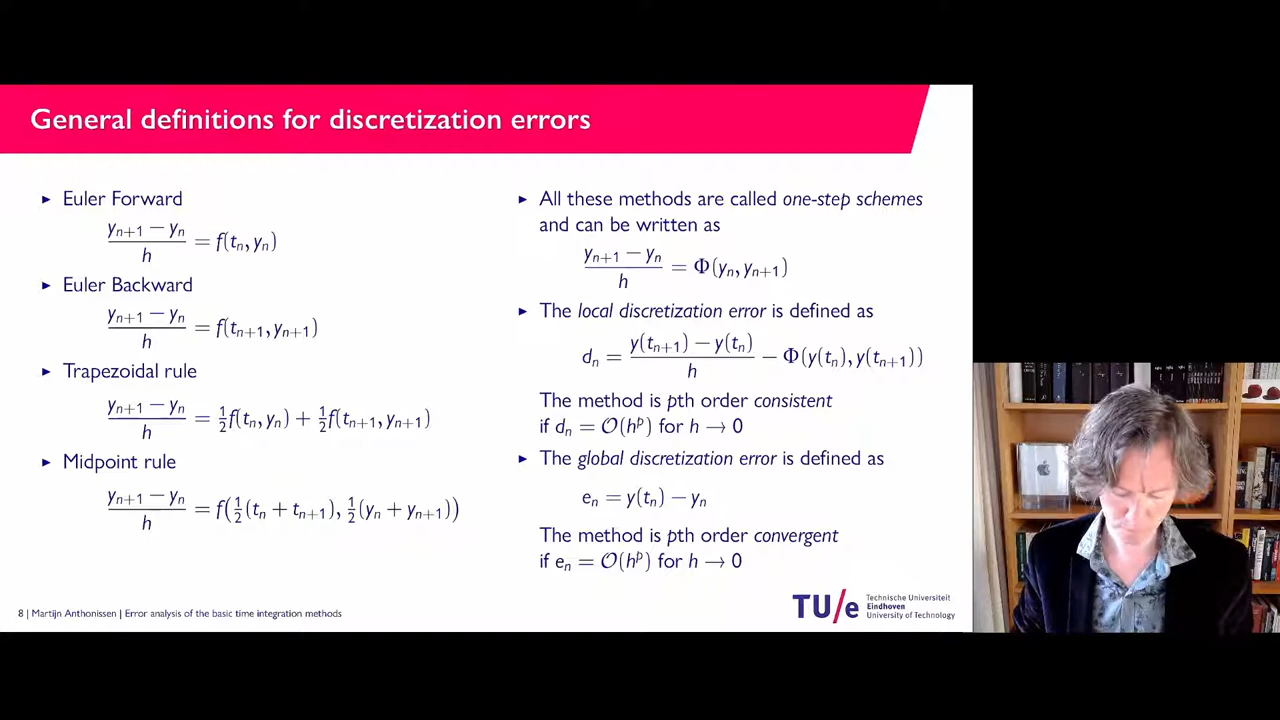 General definitions for discretization errors
▸ Euler Forward
(y_{n+1} − y_n)/h = f(t_n, y_n)
▸ Euler Backward
(y_{n+1} − y_n)/h = f(t_{n+1}, y_{n+1})
▸ Trapezoidal rule
(y_{n+1} − y_n)/h = ½f(t_n, y_n) + ½f(t_{n+1}, y_{n+1})
▸ Midpoint rule
(y_{n+1} − y_n)/h = f(½(t_n + t_{n+1}), ½(y_n + y_{n+1}))
▸ All these methods are called one-step schemes
and can be written as
(y_{n+1} − y_n)/h = Φ(y_n, y_{n+1})
▸ The local discretization error is defined as
d_n = (y(t_{n+1}) − y(t_n))/h − Φ(y(t_n), y(t_{n+1}))
The method is pth order consistent
if d_n = O(h^p) for h → 0
▸ The global discretization error is defined as
e_n = y(t_n) − y_n
The method is pth order convergent
if e_n = O(h^p) for h → 0
8 | Martijn Anthonissen | Error analysis of the basic time integration methods
TU/e
Technische Universiteit
Eindhoven
University of Technology